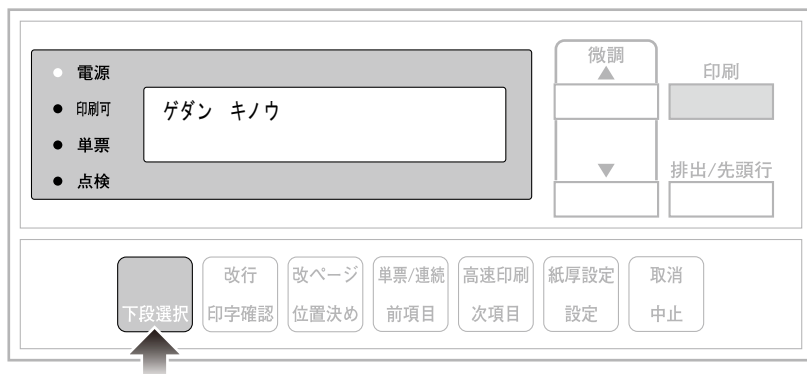 電源
印刷可
単票
点検
ゲダン キノウ
微調
▲
▼
印刷
排出/先頭行
下段選択
改行
印字確認
改ページ
位置決め
単票/連続
前項目
高速印刷
次項目
紙厚設定
設定
取消
中止